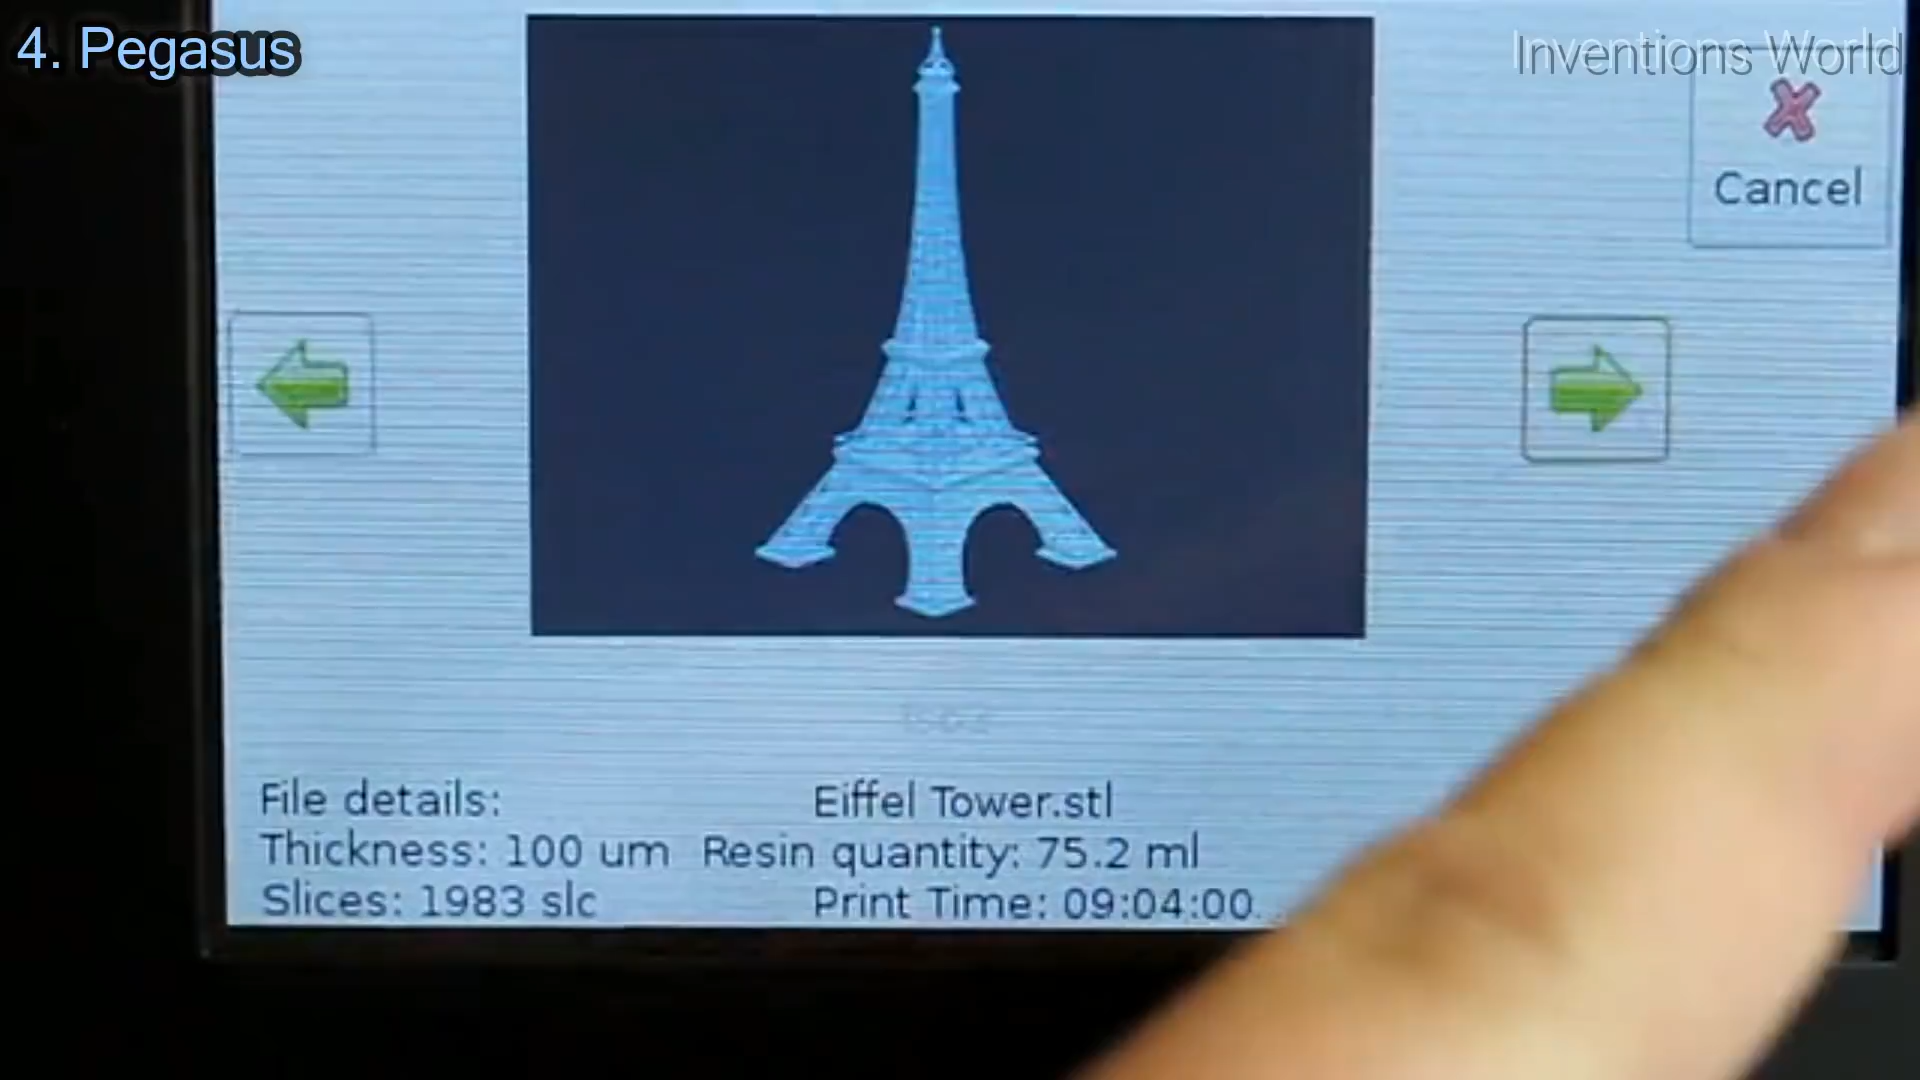 4. Pegasus
Inventions World
Cancel
File details:
Eiffel Tower.stl
Thickness: 100 um
Resin quantity: 75.2 ml
Slices: 1983 slc
Print Time: 09:04:00